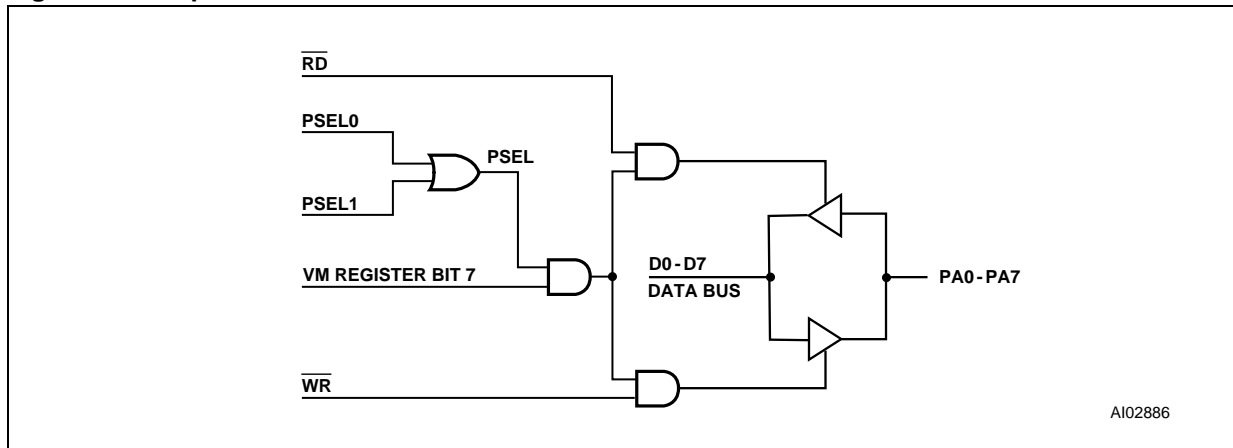 RD
PSEL0
PSEL
PSEL1
VM REGISTER BIT 7
D0-D7
DATA BUS
PA0-PA7
WR
AI02886